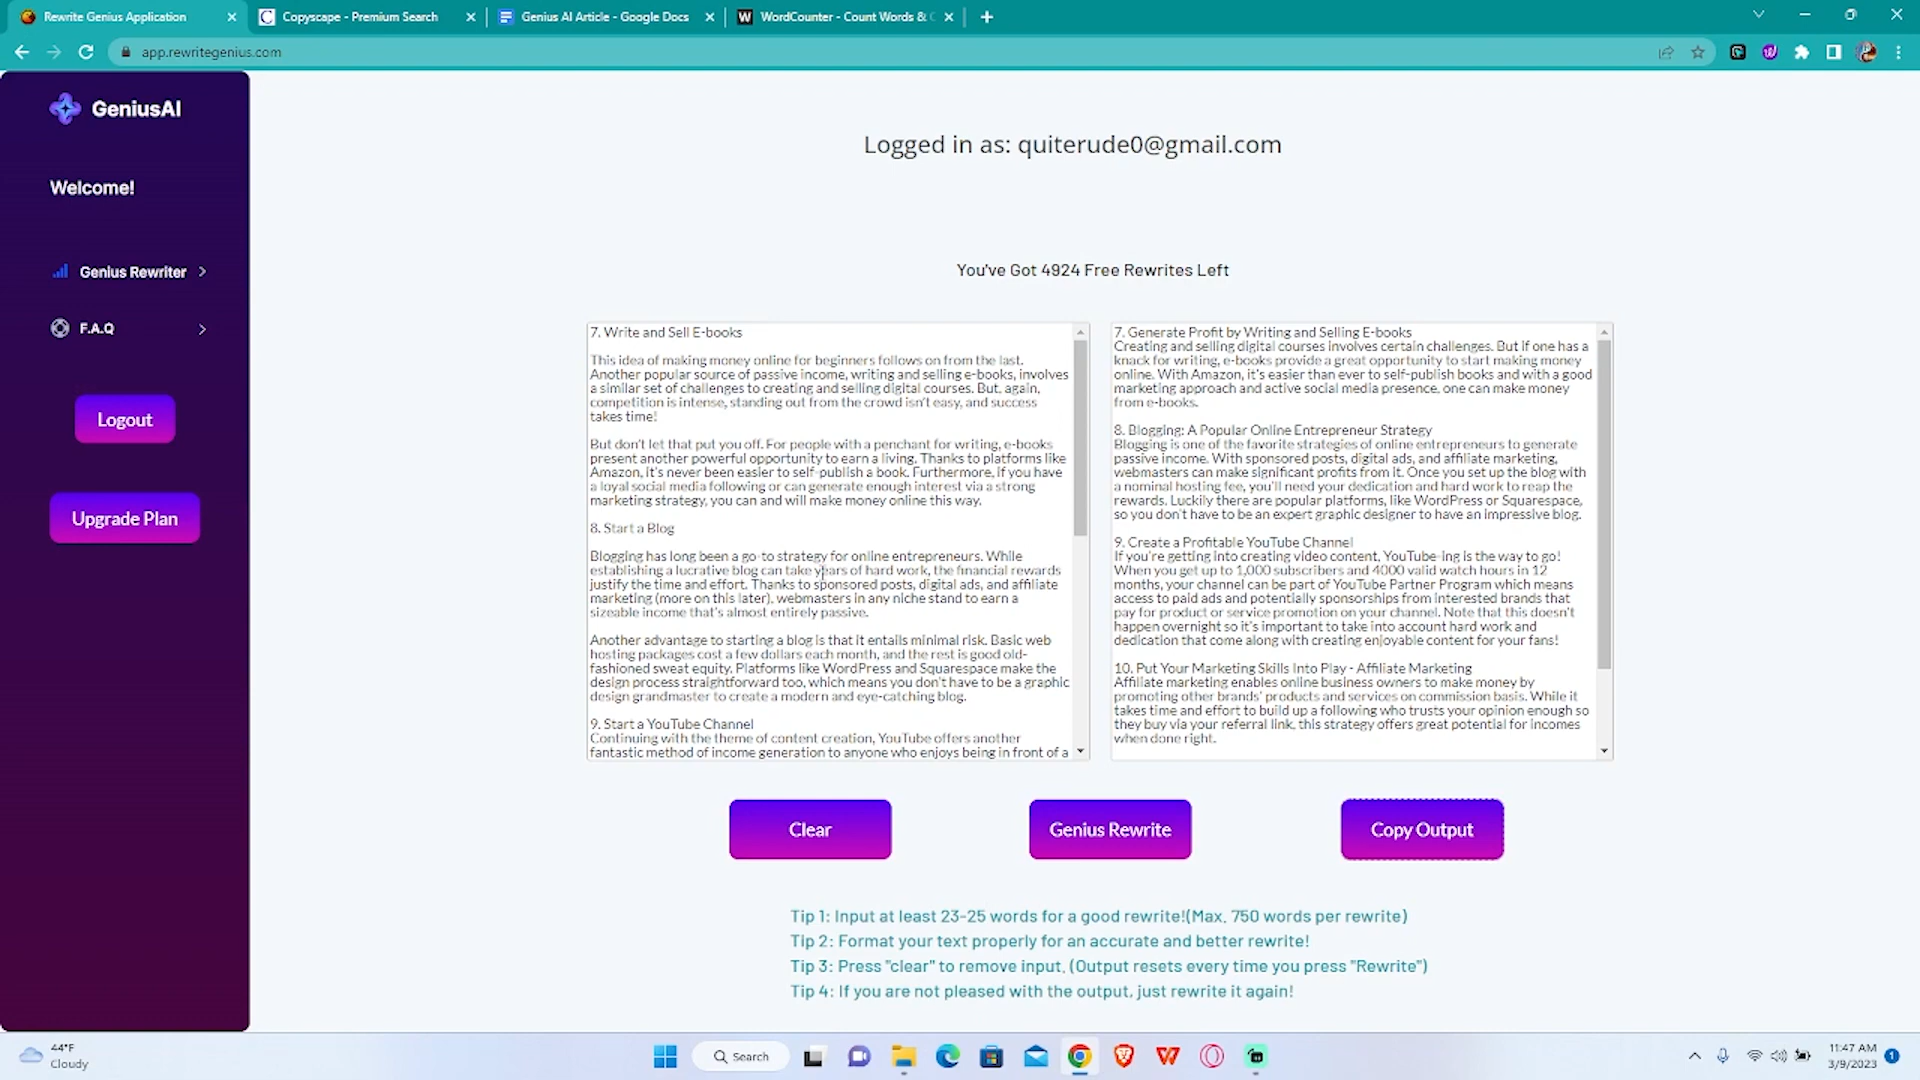 Rewrite Genius Application
Copyscape - Premium Search
Genius AI Article - Google Docs
WordCounter - Count Words &
app.rewritegenius.com
GeniusAI
Welcome!
Genius Rewriter
F.A.Q
Logout
Upgrade Plan
Logged in as: quiterude0@gmail.com
You've Got 4924 Free Rewrites Left
7. Write and Sell E-books
This idea of making money online for beginners follows on from the last.
Another popular source of passive income, writing and selling e-books, involves
a similar set of challenges to creating and selling digital courses. But, again,
competition is intense, standing out from the crowd isn't easy, and success
takes time!
But don't let that put you off. For people with a penchant for writing, e-books
present another powerful opportunity to earn a living. Thanks to platforms like
Amazon, it's never been easier to self-publish a book. Furthermore, if you have
a loyal social media following or can generate enough interest via a strong
marketing strategy, you can and will make money online this way.
8. Start a Blog
Blogging has long been a go-to strategy for online entrepreneurs. While
establishing a lucrative blog can take years of hard work, the financial rewards
justify the time and effort. Thanks to sponsored posts, digital ads, and affiliate
marketing (more on this later), webmasters in any niche stand to earn a
sizeable income that's almost entirely passive.
Another advantage to starting a blog is that it entails minimal risk. Basic web
hosting packages cost a few dollars each month, and the rest is good old-
fashioned sweat equity. Platforms like WordPress and Squarespace make the
design process straightforward too, which means you don't have to be a graphic
design grandmaster to create a modern and eye-catching blog.
9. Start a YouTube Channel
Continuing with the theme of content creation, YouTube offers another
fantastic method of income generation to anyone who enjoys being in front of a
7. Generate Profit by Writing and Selling E-books
Creating and selling digital courses involves certain challenges. But if one has a
knack for writing, e-books provide a great opportunity to start making money
online. With Amazon, it's easier than ever to self-publish books and with a good
marketing approach and active social media presence, one can make money
from e-books.
8. Blogging: A Popular Online Entrepreneur Strategy
Blogging is one of the favorite strategies of online entrepreneurs to generate
passive income. With sponsored posts, digital ads, and affiliate marketing,
webmasters can make significant profits from it. Once you set up the blog with
a nominal hosting fee, you'll need your dedication and hard work to reap the
rewards. Luckily there are popular platforms, like WordPress or Squarespace,
so you don't have to be an expert graphic designer to have an impressive blog.
9. Create a Profitable YouTube Channel
If you're getting into creating video content, YouTube-ing is the way to go!
When you get up to 1,000 subscribers and 4000 valid watch hours in 12
months, your channel can be part of YouTube Partner Program which means
access to paid ads and potentially sponsorships from interested brands that
pay for product or service promotion on your channel. Note that this doesn't
happen overnight so it's important to take into account hard work and
dedication that come along with creating enjoyable content for your fans!
10. Put Your Marketing Skills Into Play - Affiliate Marketing
Affiliate marketing enables online business owners to make money by
promoting other brands' products and services on commission basis. While it
takes time and effort to build up a following who trusts your opinion enough so
they buy via your referral link, this strategy offers great potential for incomes
when done right.
Clear
Genius Rewrite
Copy Output
Tip 1: Input at least 23-25 words for a good rewrite!(Max. 750 words per rewrite)
Tip 2: Format your text properly for an accurate and better rewrite!
Tip 3: Press "clear" to remove input. (Output resets every time you press "Rewrite")
Tip 4: If you are not pleased with the output, just rewrite it again!
44°F
Cloudy
Search
11:47 AM
3/9/2023
1